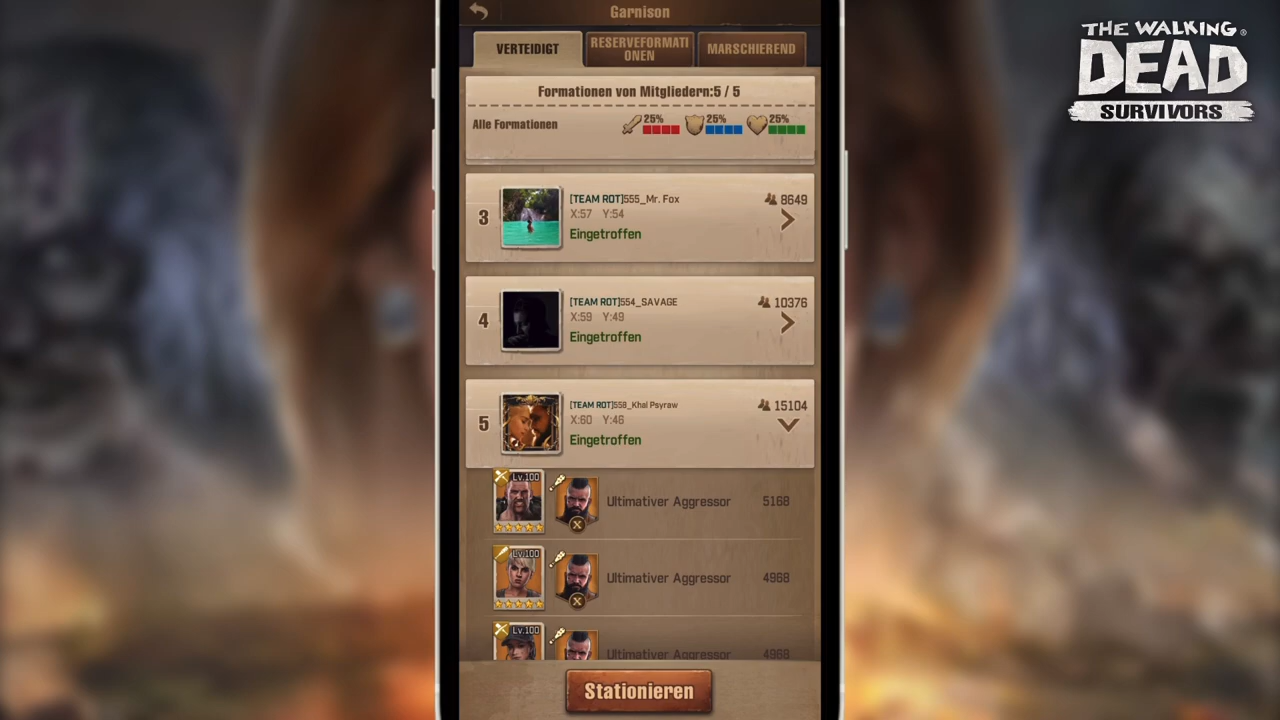 Garnison
VERTEIDIGT
RESERVEFORMATI
ONEN
MARSCHIEREND
THE WALKING
DEAD
SURVIVORS
Formationen von Mitgliedern:5 / 5
Alle Formationen
25%
25%
25%
3
[TEAM ROT]555_Mr. Fox
8649
X:57 Y:54
Eingetroffen
4
[TEAM ROT]554_SAVAGE
10376
X:59 Y:49
Eingetroffen
5
[TEAM ROT]558_Khal Psyraw
15104
X:60 Y:46
Eingetroffen
Lv.100
X
Ultimativer Aggressor
5168
Lv.100
X
Ultimativer Aggressor
4968
Lv.100
Ultimativer Aggressor
4968
Stationieren